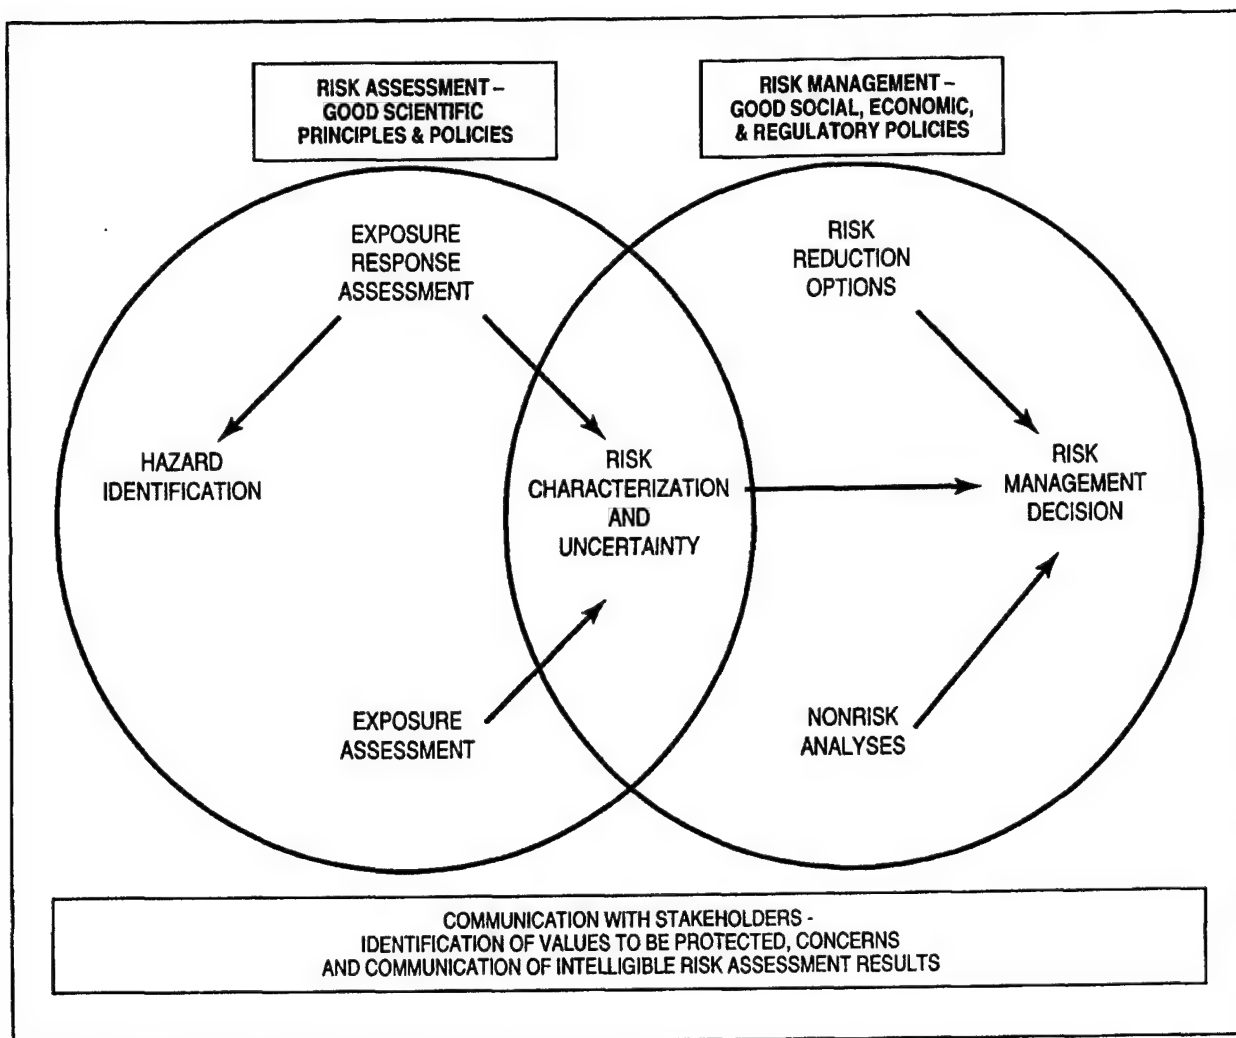 RISK ASSESSMENT –
GOOD SCIENTIFIC
PRINCIPLES & POLICIES
RISK MANAGEMENT –
GOOD SOCIAL, ECONOMIC,
& REGULATORY POLICIES
EXPOSURE
RESPONSE
ASSESSMENT
RISK
REDUCTION
OPTIONS
HAZARD
IDENTIFICATION
RISK
CHARACTERIZATION
AND
UNCERTAINTY
RISK
MANAGEMENT
DECISION
EXPOSURE
ASSESSMENT
NONRISK
ANALYSES
COMMUNICATION WITH STAKEHOLDERS -
IDENTIFICATION OF VALUES TO BE PROTECTED, CONCERNS
AND COMMUNICATION OF INTELLIGIBLE RISK ASSESSMENT RESULTS